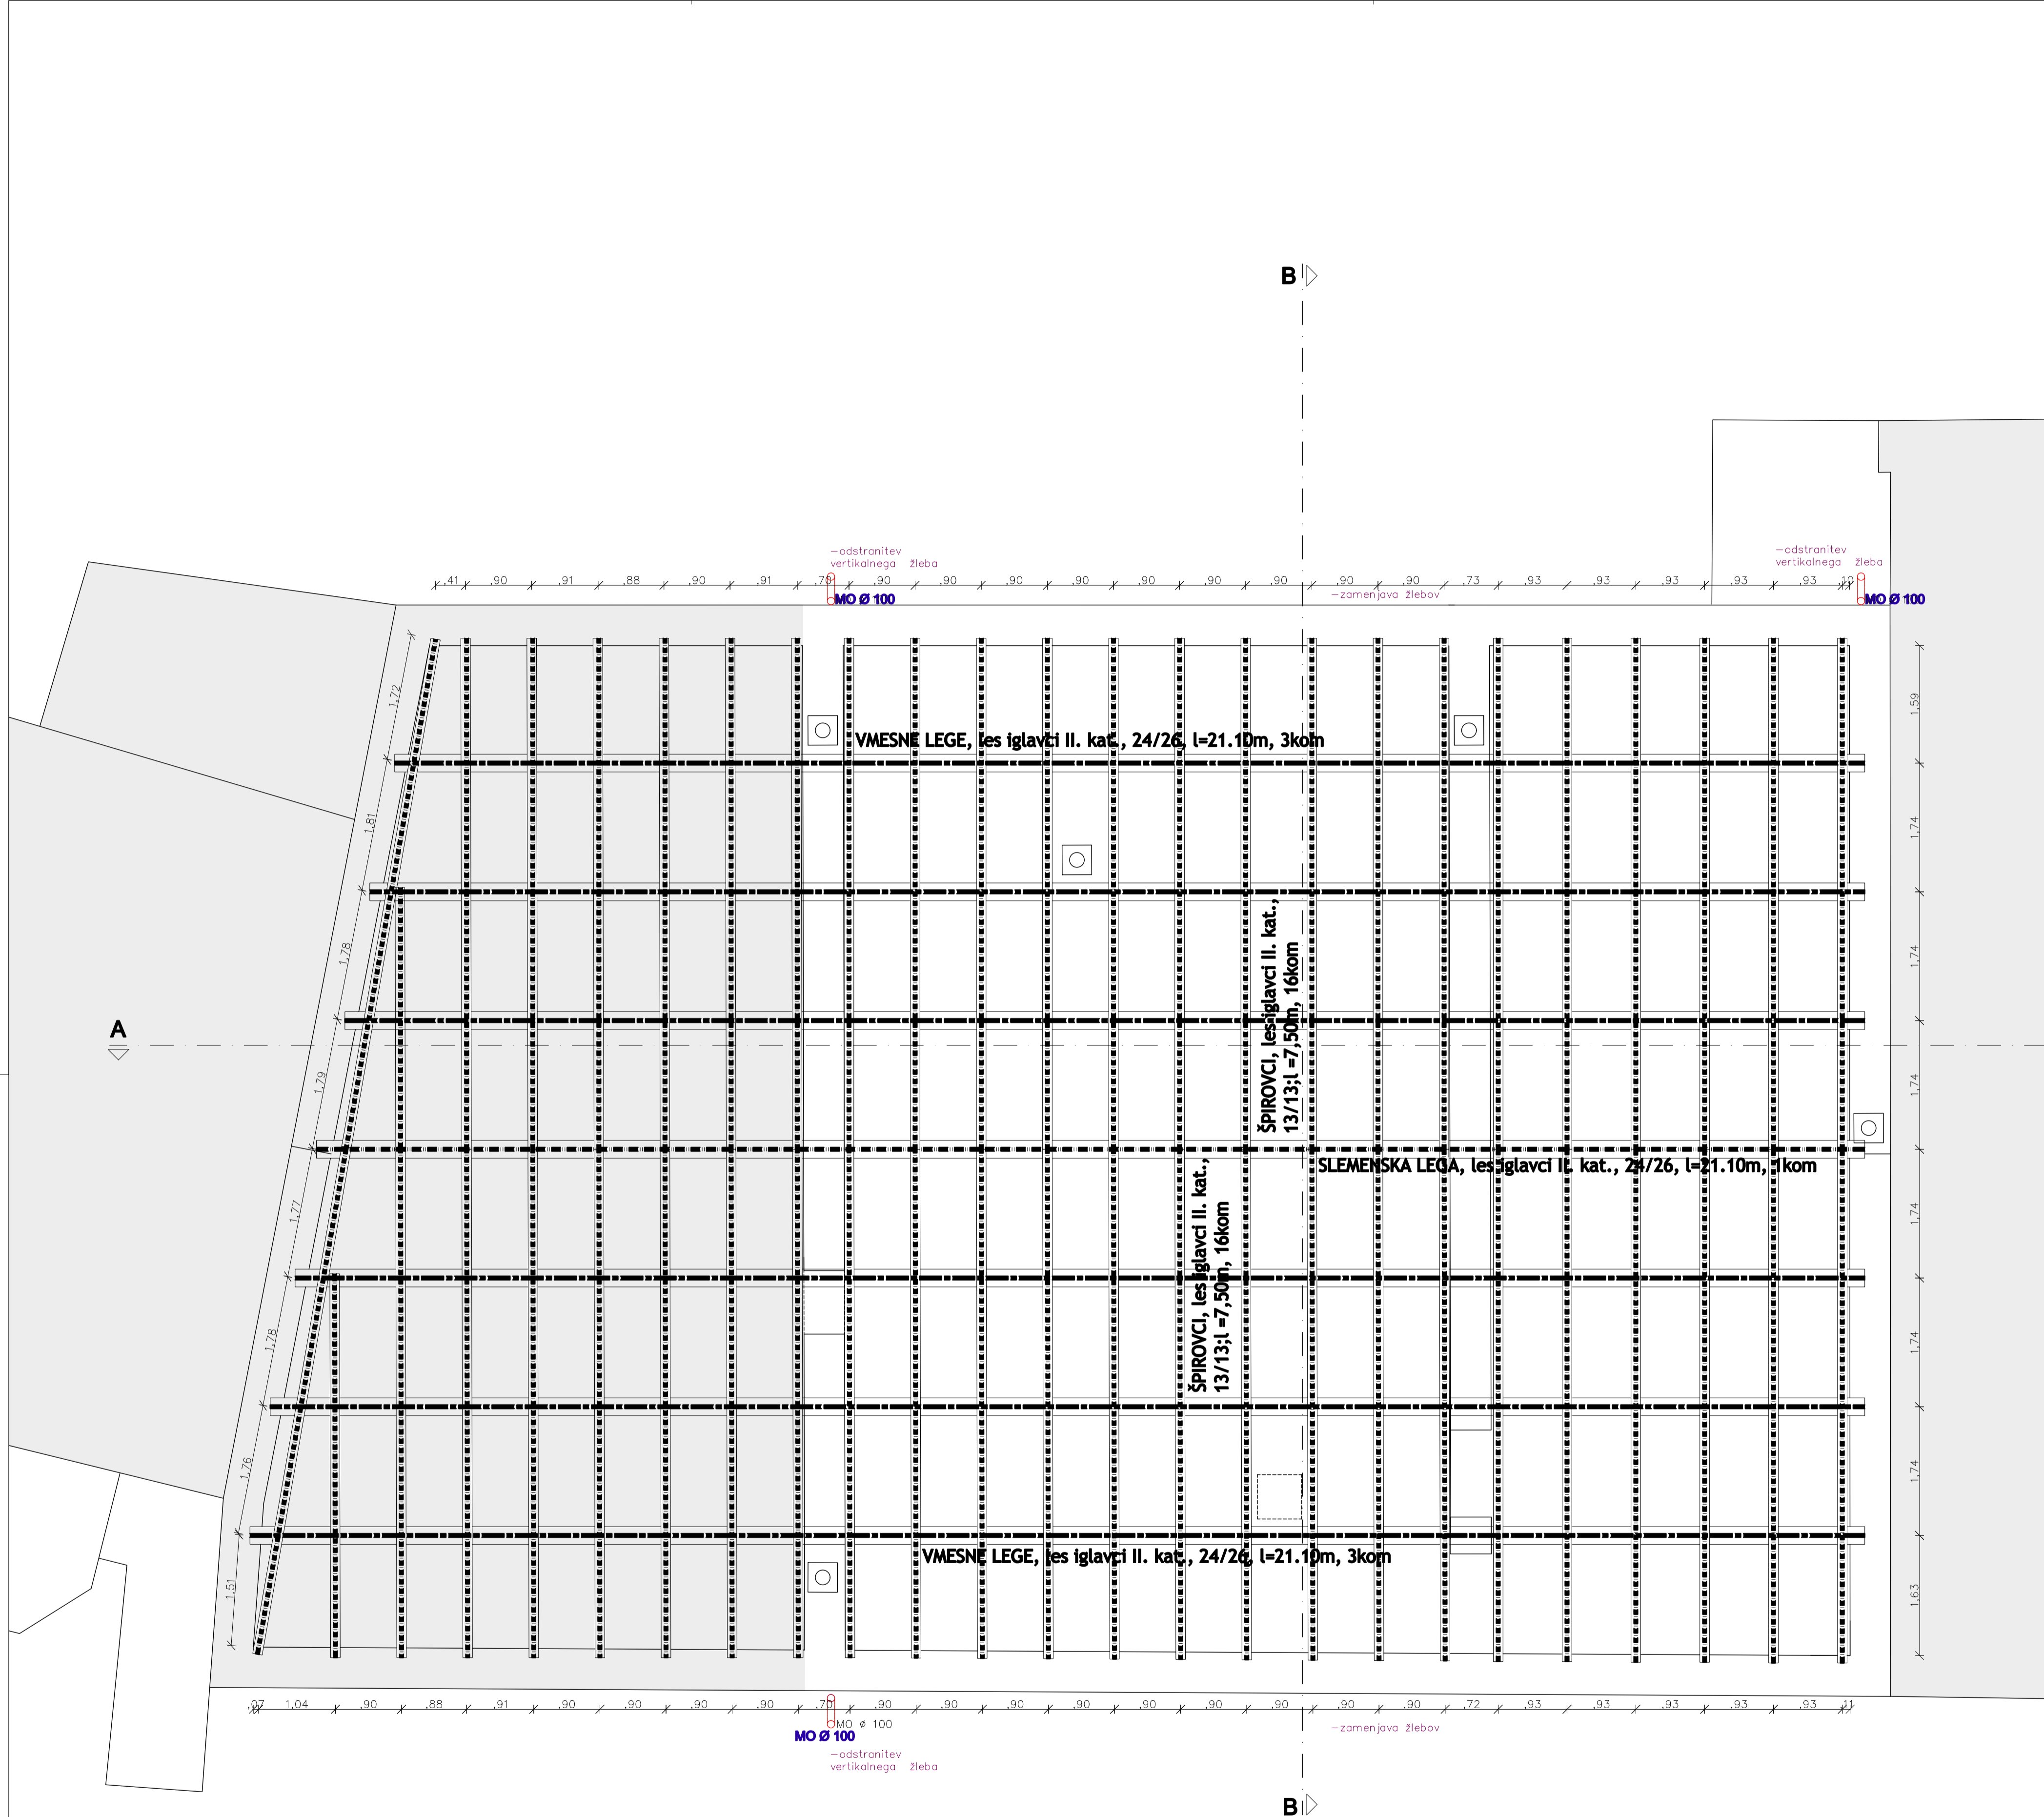 B
-odstranitev
vertikalnega žleba
-odstranitev
vertikalnega žleba
,41 ,90 ,91 ,88 ,90 ,91 ,70 ,90 ,90 ,90 ,90 ,90 ,90 ,90 ,90 ,90 ,73 ,93 ,93 ,93 ,93 ,93 ,10
-zamenjava žlebov
MO Ø 100
MO Ø 100
1,72
1,81
1,78
1,79
1,77
1,78
1,76
1,51
1,59
1,74
1,74
1,74
1,74
1,74
1,74
1,63
VMESNE LEGE, les iglavci II. kat., 24/26, l=21.10m, 3kom
ŠPIROVCI, les iglavci II. kat.,
13/13;l =7,50m, 16kom
A
SLEMENSKA LEGA, les iglavci II. kat., 24/26, l=21.10m, 1kom
ŠPIROVCI, les iglavci II. kat.,
13/13;l =7,50m, 16kom
VMESNE LEGE, les iglavci II. kat., 24/26, l=21.10m, 3kom
,07 1,04 ,90 ,88 ,91 ,90 ,90 ,90 ,90 ,70 ,90 ,90 ,90 ,90 ,90 ,90 ,90 ,90 ,90 ,72 ,93 ,93 ,93 ,93 ,93 ,11
MO ø 100
MO Ø 100
-zamenjava žlebov
-odstranitev
vertikalnega žleba
B